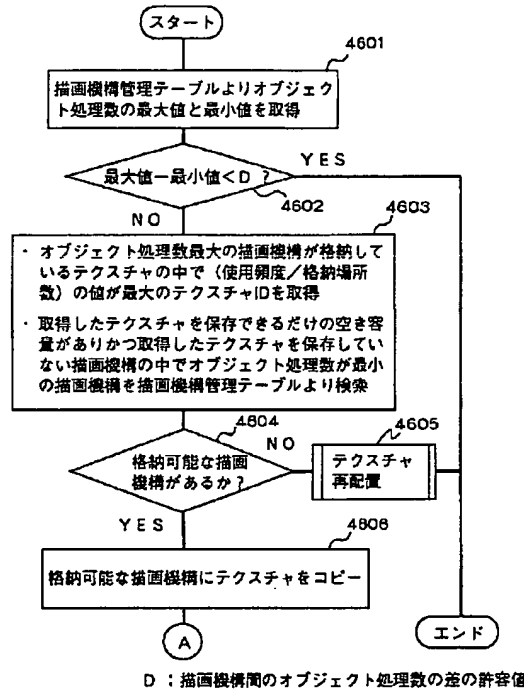 スタート
4601
描画機構管理テーブルよりオブジェク
ト処理数の最大値と最小値を取得
YES
最大値－最小値<D ?
4602
NO
4603
・ オブジェクト処理数最大の描画機構が格納して
いるテクスチャの中で（使用頻度／格納場所
数）の値が最大のテクスチャIDを取得
・ 取得したテクスチャを保存できるだけの空き容
量がありかつ取得したテクスチャを保存してい
ない描画機構の中でオブジェクト処理数が最小
の描画機構を描画機構管理テーブルより検索
4604
NO
4605
格納可能な描画
機構があるか?
テクスチャ
再配置
YES
4606
格納可能な描画機構にテクスチャをコピー
A
エンド
D ：描画機構間のオブジェクト処理数の差の許容値